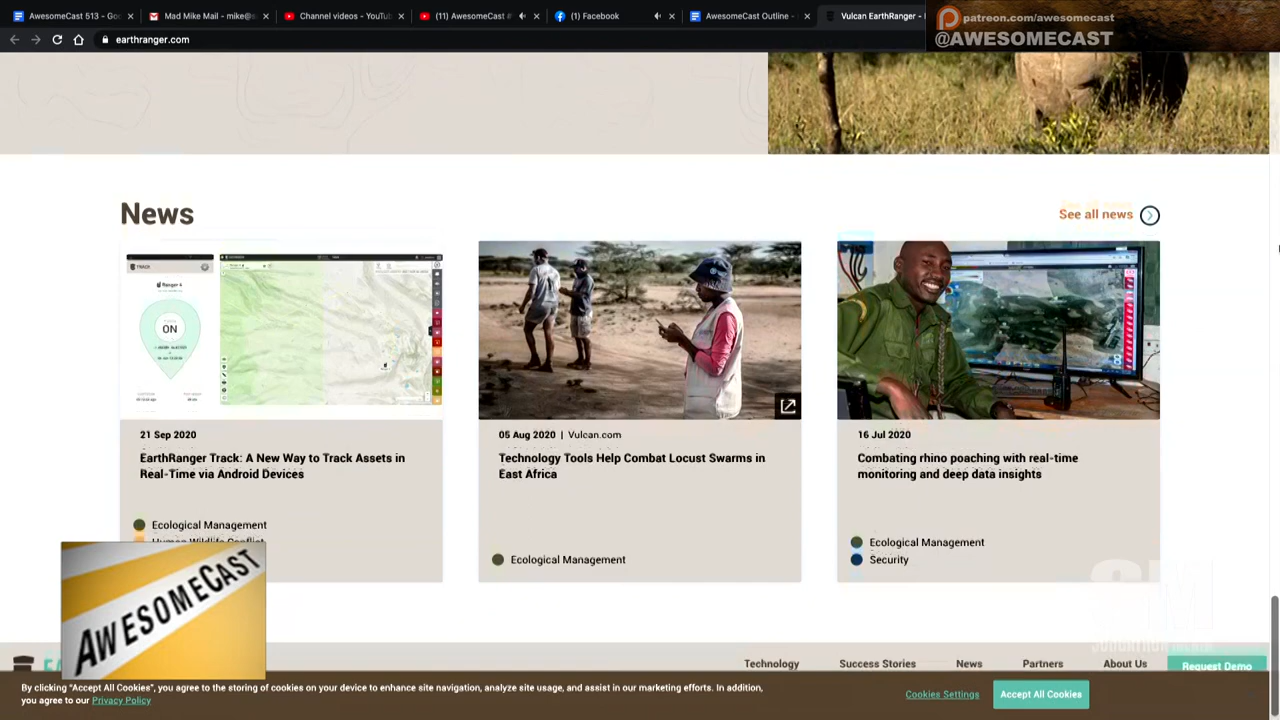 AwesomeCast 513 - Goo
Mad Mike Mail - mike@s
Channel videos - YouTub
(11) AwesomeCast
(1) Facebook
AwesomeCast Outline -
Vulcan EarthRanger -
patreon.com/awesomecast
@AWESOMECAST
earthranger.com
News
See all news
TRACK
Ranger
ON
21 Sep 2020
EarthRanger Track: A New Way to Track Assets in
Real-Time via Android Devices
Ecological Management
Human Wildlife Conflict
05 Aug 2020 | Vulcan.com
Technology Tools Help Combat Locust Swarms in
East Africa
Ecological Management
16 Jul 2020
Combating rhino poaching with real-time
monitoring and deep data insights
Ecological Management
Security
AWESOMECAST
Technology
Success Stories
News
Partners
About Us
Request Demo
By clicking "Accept All Cookies", you agree to the storing of cookies on your device to enhance site navigation, analyze site usage, and assist in our marketing efforts. In addition,
you agree to our Privacy Policy
Cookies Settings
Accept All Cookies